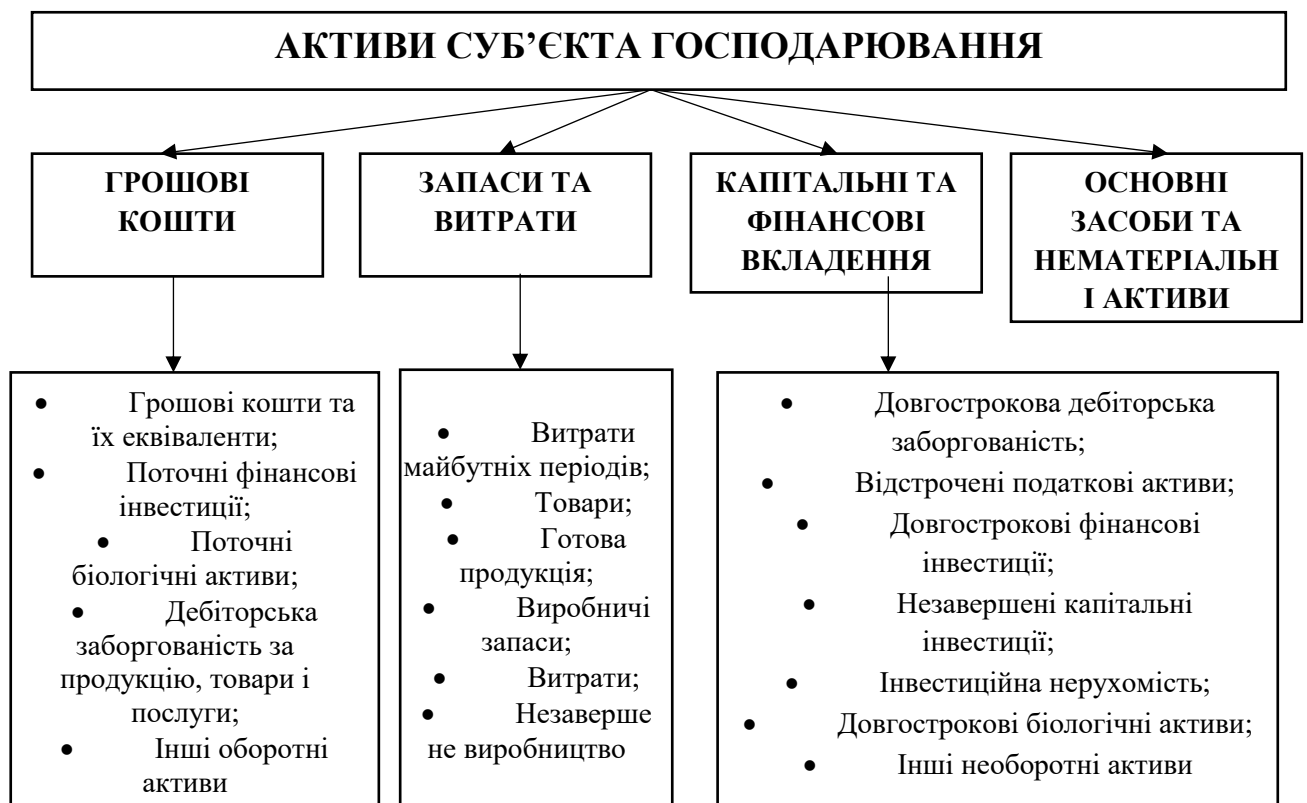 АКТИВИ СУБ’ЄКТА ГОСПОДАРЮВАННЯ
ГРОШОВІ
КОШТИ
ЗАПАСИ ТА
ВИТРАТИ
КАПІТАЛЬНІ ТА
ФІНАНСОВІ
ВКЛАДЕННЯ
ОСНОВНІ
ЗАСОБИ ТА
НЕМАТЕРІАЛЬН
І АКТИВИ
• Грошові кошти та
їх еквіваленти;
• Поточні фінансові
інвестиції;
• Поточні
біологічні активи;
• Дебіторська
заборгованість за
продукцію, товари і
послуги;
• Інші оборотні
активи
• Витрати
майбутніх періодів;
• Товари;
• Готова
продукція;
• Виробничі
запаси;
• Витрати;
• Незаверше
не виробництво
• Довгострокова дебіторська
заборгованість;
• Відстрочені податкові активи;
• Довгострокові фінансові
інвестиції;
• Незавершені капітальні
інвестиції;
• Інвестиційна нерухомість;
• Довгострокові біологічні активи;
• Інші необоротні активи